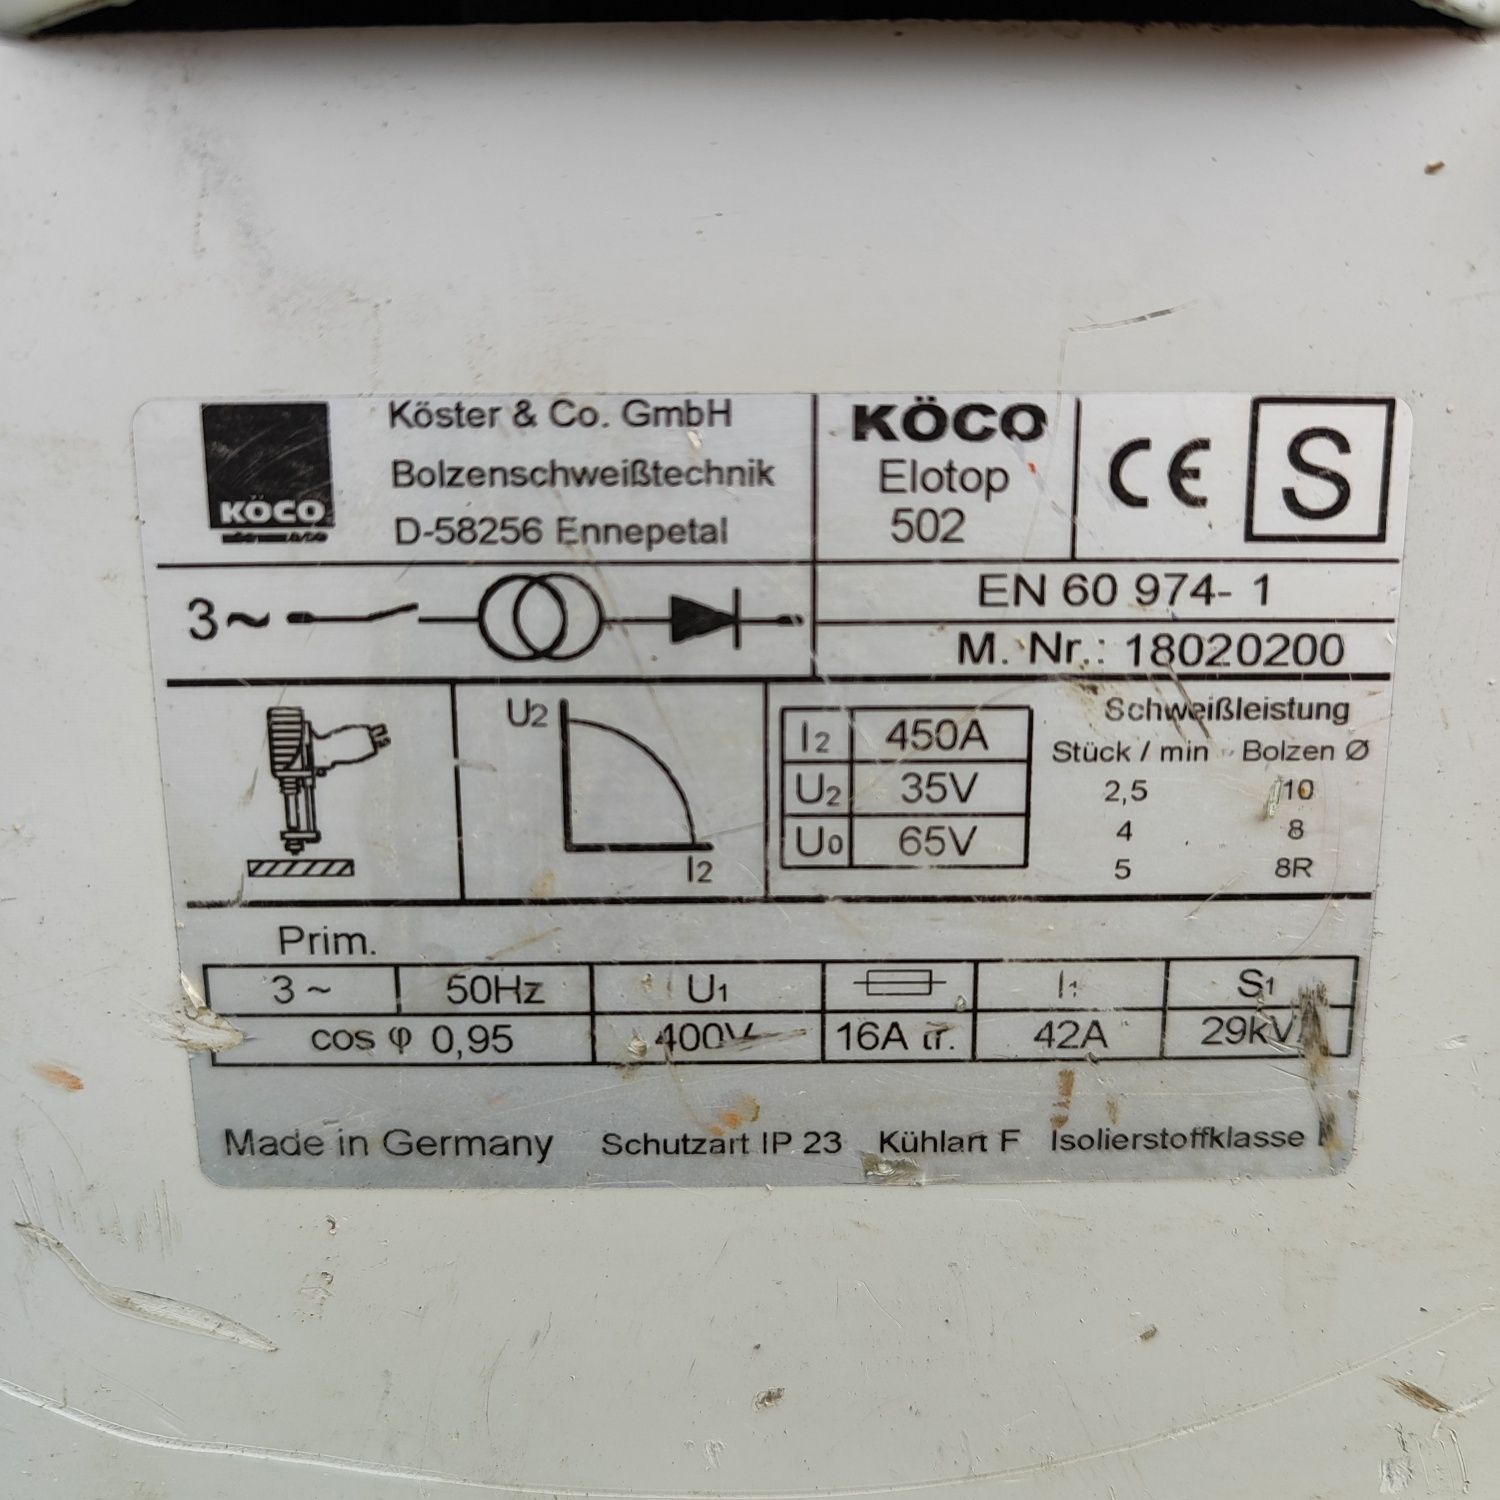 KÖCO
Köster & Co. GmbH
Bolzenschweißtechnik
D-58256 Ennepetal
KÖCO
Elotop
502
CE
S
3~
EN 60 974- 1
M. Nr.: 18020200
U2
I2
I2 450A
U2 35V
U0 65V
Schweißleistung
Stück / min Bolzen Ø
2,5 10
4 8
5 8R
Prim.
3 ~ 50Hz U1 I1 S1
cos φ 0,95 400V 16A tr. 42A 29kV
Made in Germany Schutzart IP 23 Kühlart F Isolierstoffklasse